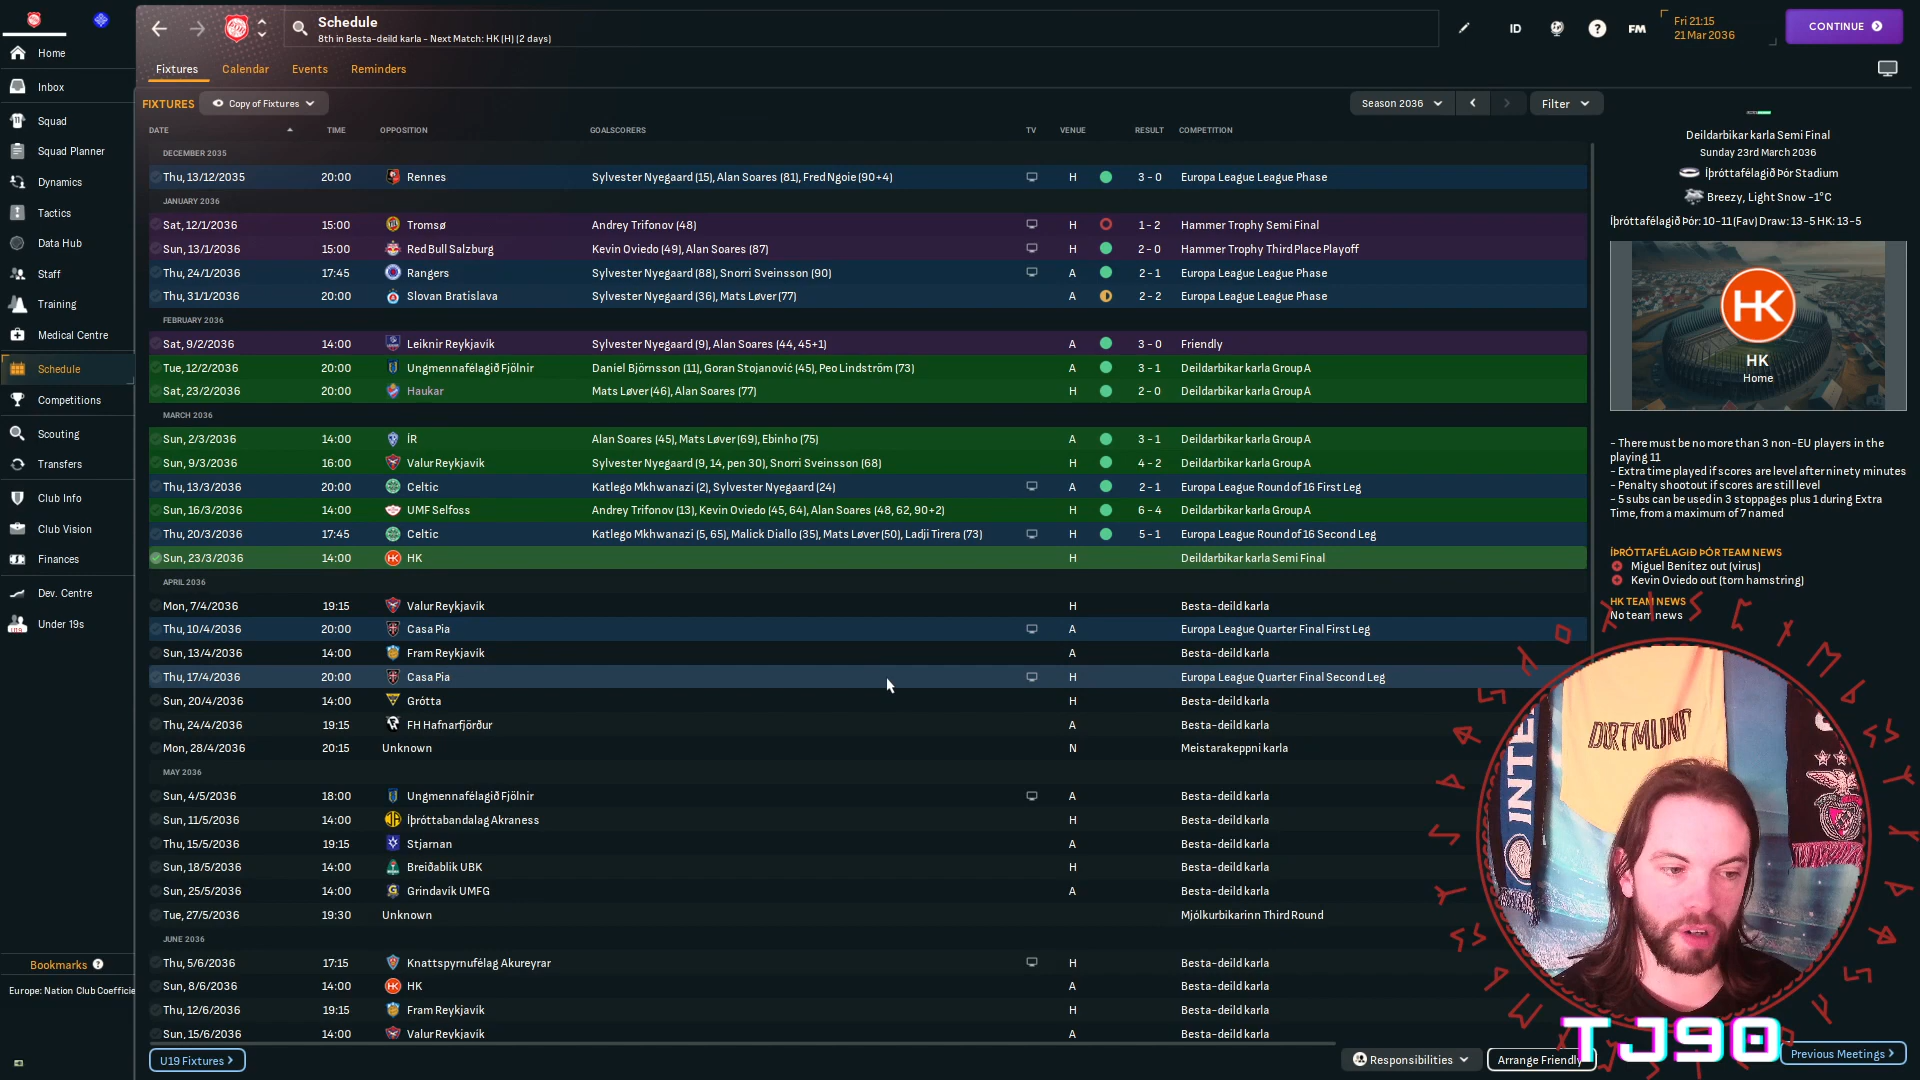 Schedule
8th in Besta-deild karla - Next Match: HK (H) (2 days)
ID
FM
Fri 21:15
21 Mar 2036
CONTINUE
Home
Inbox
Squad
Squad Planner
Dynamics
Tactics
Data Hub
Staff
Training
Medical Centre
Schedule
Competitions
Scouting
Transfers
Club Info
Club Vision
Finances
Dev. Centre
Under 19s
Bookmarks
Europe: Nation Club Coefficie
Fixtures Calendar Events Reminders
FIXTURES Copy of Fixtures Season 2036 Filter
DATE TIME OPPOSITION GOALSCORERS TV VENUE RESULT COMPETITION
DECEMBER 2035
Thu, 13/12/2035 20:00 Rennes Sylvester Nyegaard (15), Alan Soares (81), Fred Ngoie (90+4) H 3 - 0 Europa League League Phase
JANUARY 2036
Sat, 12/1/2036 15:00 Tromsø Andrey Trifonov (48) H 1 - 2 Hammer Trophy Semi Final
Sun, 13/1/2036 15:00 Red Bull Salzburg Kevin Oviedo (49), Alan Soares (87) H 2 - 0 Hammer Trophy Third Place Playoff
Thu, 24/1/2036 17:45 Rangers Sylvester Nyegaard (88), Snorri Sveinsson (90) A 2 - 1 Europa League League Phase
Thu, 31/1/2036 20:00 Slovan Bratislava Sylvester Nyegaard (36), Mats Løver (77) A 2 - 2 Europa League League Phase
FEBRUARY 2036
Sat, 9/2/2036 14:00 Leiknir Reykjavík Sylvester Nyegaard (9), Alan Soares (44, 45+1) A 3 - 0 Friendly
Tue, 12/2/2036 20:00 Ungmennafélagið Fjölnir Daníel Björnsson (11), Goran Stojanović (45), Peo Lindström (73) A 3 - 1 Deildarbikar karla Group A
Sat, 23/2/2036 20:00 Haukar Mats Løver (46), Alan Soares (77) H 2 - 0 Deildarbikar karla Group A
MARCH 2036
Sun, 2/3/2036 14:00 ÍR Alan Soares (45), Mats Løver (69), Ebinho (75) A 3 - 1 Deildarbikar karla Group A
Sun, 9/3/2036 16:00 Valur Reykjavík Sylvester Nyegaard (9, 14, pen 30), Snorri Sveinsson (68) H 4 - 2 Deildarbikar karla Group A
Thu, 13/3/2036 20:00 Celtic Katlego Mkhwanazi (2), Sylvester Nyegaard (24) A 2 - 1 Europa League Round of 16 First Leg
Sun, 16/3/2036 14:00 UMF Selfoss Andrey Trifonov (13), Kevin Oviedo (45, 64), Alan Soares (48, 62, 90+2) H 6 - 4 Deildarbikar karla Group A
Thu, 20/3/2036 17:45 Celtic Katlego Mkhwanazi (5, 65), Malick Diallo (35), Mats Løver (50), Ladji Tirera (73) H 5 - 1 Europa League Round of 16 Second Leg
Sun, 23/3/2036 14:00 HK H Deildarbikar karla Semi Final
APRIL 2036
Mon, 7/4/2036 19:15 Valur Reykjavík H Besta-deild karla
Thu, 10/4/2036 20:00 Casa Pia A Europa League Quarter Final First Leg
Sun, 13/4/2036 14:00 Fram Reykjavík A Besta-deild karla
Thu, 17/4/2036 20:00 Casa Pia H Europa League Quarter Final Second Leg
Sun, 20/4/2036 14:00 Grótta H Besta-deild karla
Thu, 24/4/2036 19:15 FH Hafnarfjörður A Besta-deild karla
Mon, 28/4/2036 20:15 Unknown N Meistarakeppni karla
MAY 2036
Sun, 4/5/2036 18:00 Ungmennafélagið Fjölnir A Besta-deild karla
Sun, 11/5/2036 14:00 Íþróttabandalag Akraness H Besta-deild karla
Thu, 15/5/2036 19:15 Stjarnan A Besta-deild karla
Sun, 18/5/2036 14:00 Breiðablik UBK H Besta-deild karla
Sun, 25/5/2036 14:00 Grindavík UMFG A Besta-deild karla
Tue, 27/5/2036 19:30 Unknown Mjólkurbikarinn Third Round
JUNE 2036
Thu, 5/6/2036 17:15 Knattspyrnufélag Akureyrar H Besta-deild karla
Sun, 8/6/2036 14:00 HK A Besta-deild karla
Thu, 12/6/2036 19:15 Fram Reykjavík H Besta-deild karla
Sun, 15/6/2036 14:00 Valur Reykjavík A Besta-deild karla
U19 Fixtures Responsibilities Arrange Friendly Previous Meetings
Deildarbikar karla Semi Final
Sunday 23rd March 2036
Íþróttafélagið Þór Stadium
Breezy, Light Snow -1°C
Íþróttafélagið Þór: 10-11 (Fav) Draw: 13-5 HK: 13-5
HK
HK
Home
- There must be no more than 3 non-EU players in the
playing 11
- Extra time played if scores are level after ninety minutes
- Penalty shootout if scores are still level
- 5 subs can be used in 3 stoppages plus 1 during Extra
Time, from a maximum of 7 named
ÍÞRÓTTAFÉLAGIÐ ÞÓR TEAM NEWS
Miguel Benítez out (virus)
Kevin Oviedo out (torn hamstring)
HK TEAM NEWS
No team news
DORTMUND
INTE
TJ90